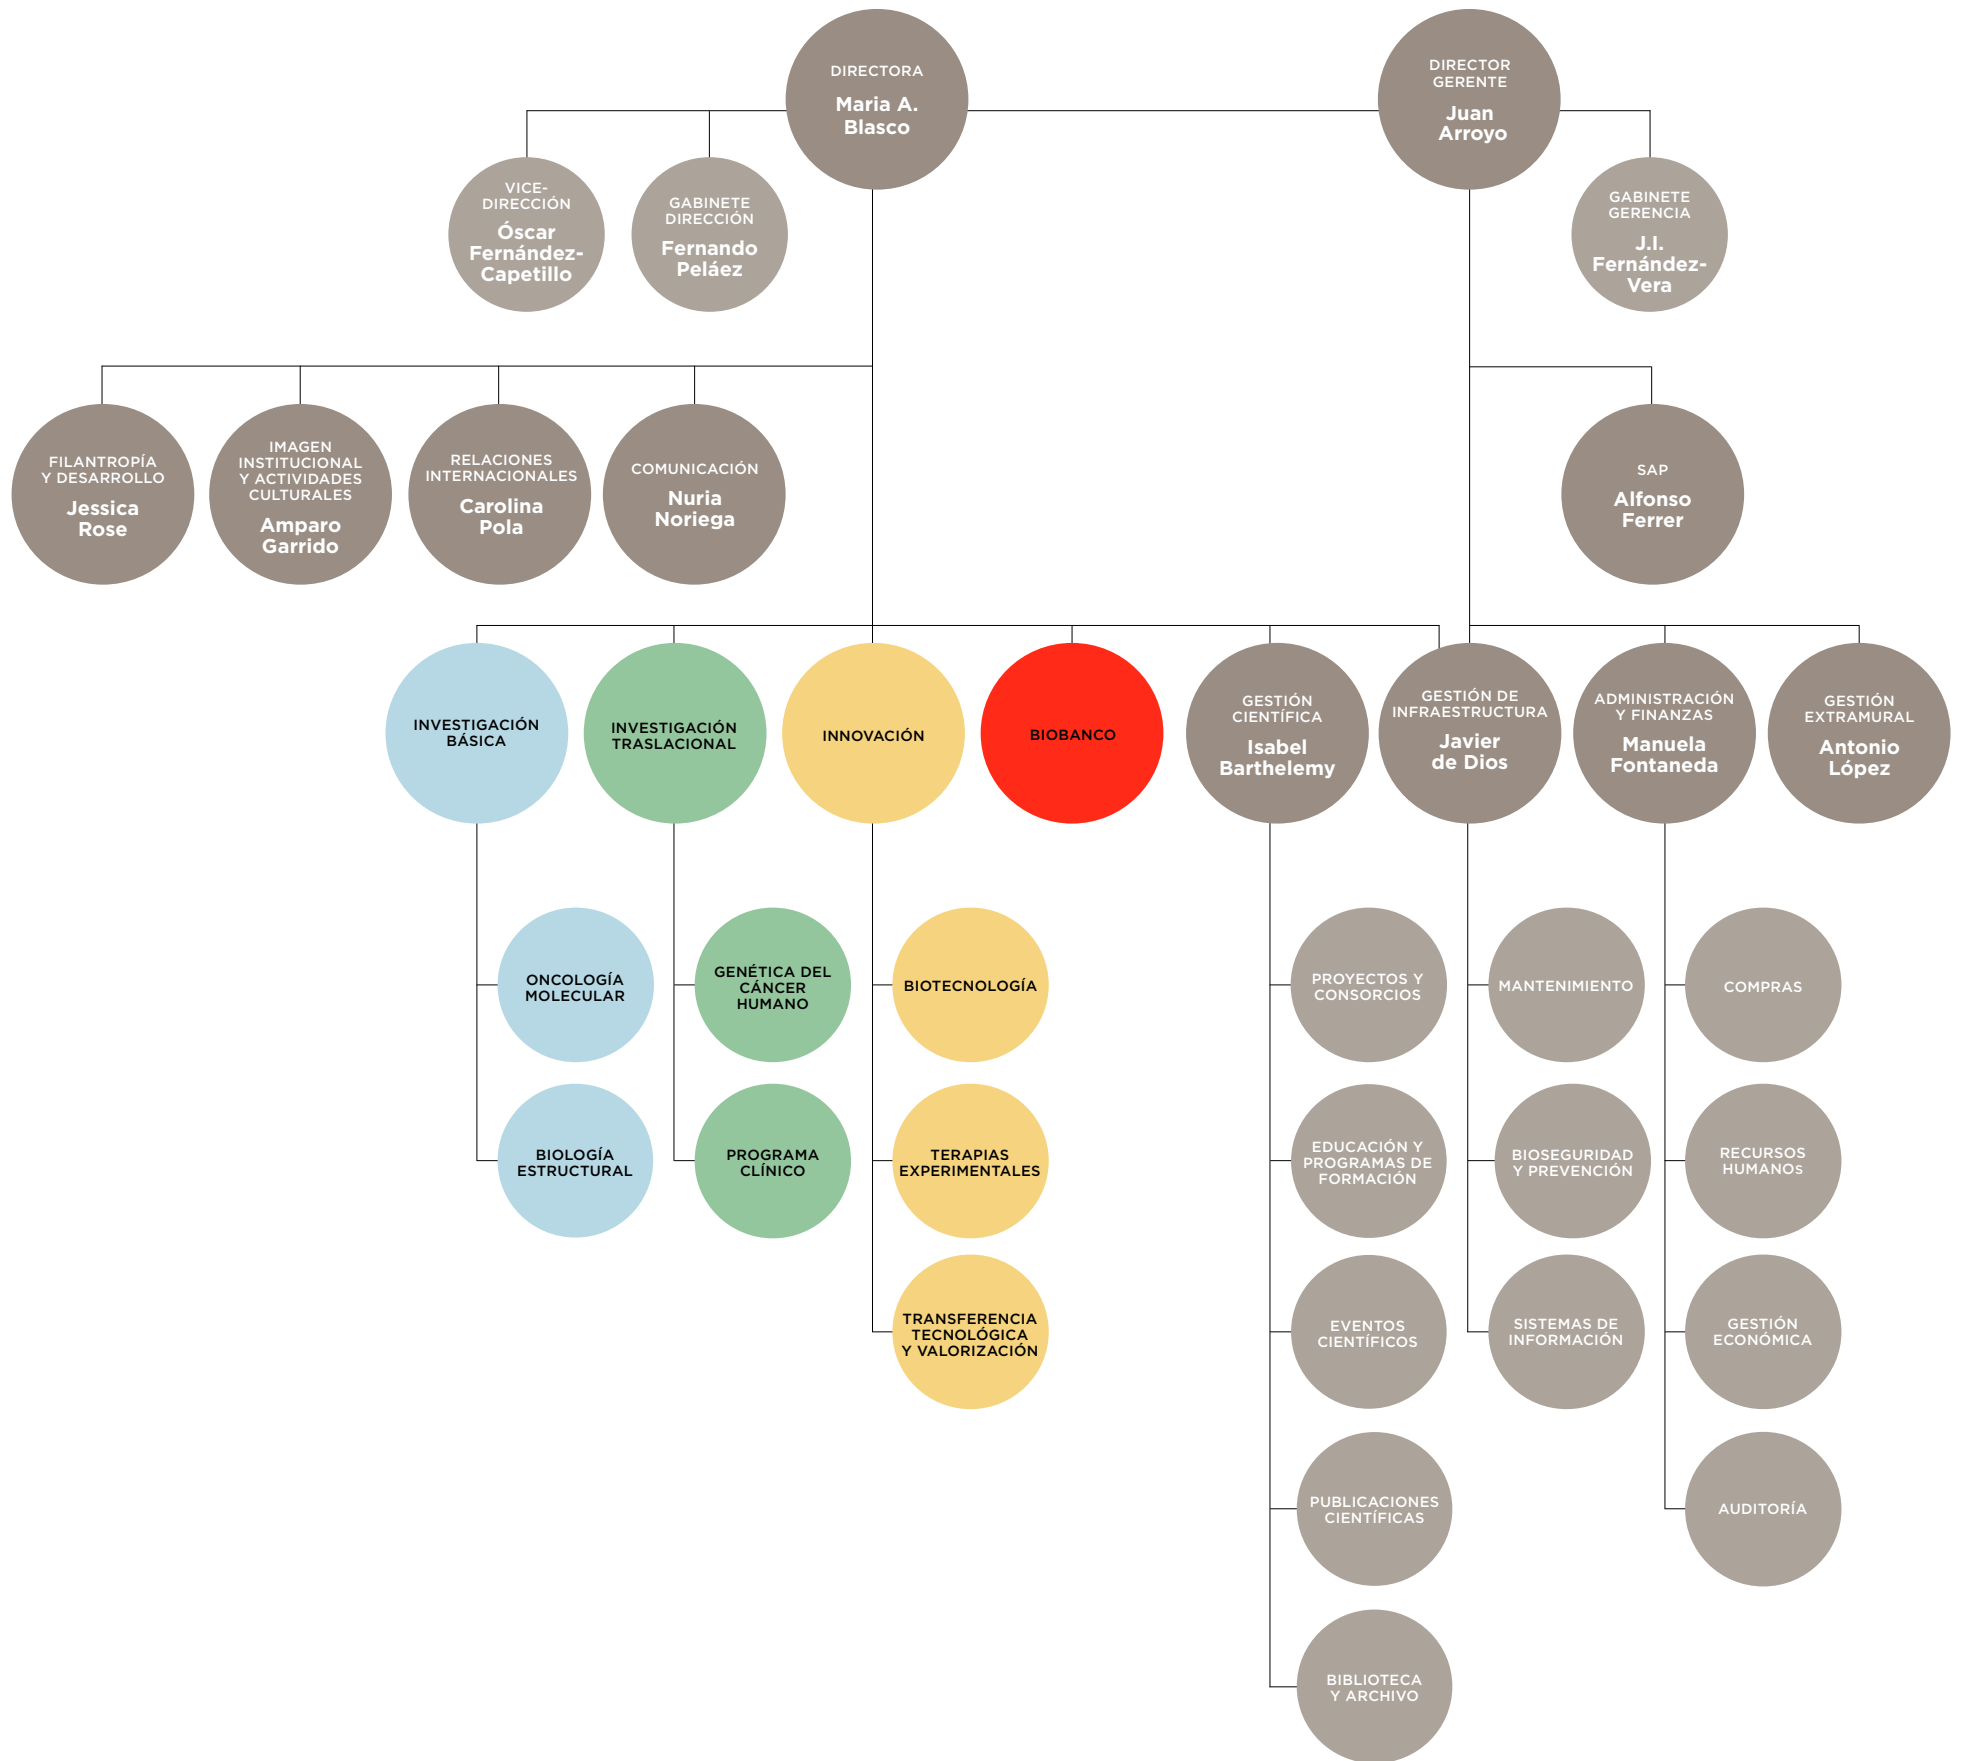 DIRECTORA
Maria A.
Blasco
DIRECTOR
GERENTE
Juan
Arroyo
VICE-
DIRECCIÓN
Óscar
Fernández-
Capetillo
GABINETE
DIRECCIÓN
Fernando
Peláez
GABINETE
GERENCIA
J.I.
Fernández-
Vera
FILANTROPÍA
Y DESARROLLO
Jessica
Rose
IMAGEN
INSTITUCIONAL
Y ACTIVIDADES
CULTURALES
Amparo
Garrido
RELACIONES
INTERNACIONALES
Carolina
Pola
COMUNICACIÓN
Nuria
Noriega
SAP
Alfonso
Ferrer
INVESTIGACIÓN
BÁSICA
INVESTIGACIÓN
TRASLACIONAL
INNOVACIÓN
BIOBANCO
GESTIÓN
CIENTÍFICA
Isabel
Barthelemy
GESTIÓN DE
INFRAESTRUCTURA
Javier
de Dios
ADMINISTRACIÓN
Y FINANZAS
Manuela
Fontaneda
GESTIÓN
EXTRAMURAL
Antonio
López
ONCOLOGÍA
MOLECULAR
GENÉTICA DEL
CÁNCER
HUMANO
BIOTECNOLOGÍA
PROYECTOS Y
CONSORCIOS
MANTENIMIENTO
COMPRAS
BIOLOGÍA
ESTRUCTURAL
PROGRAMA
CLÍNICO
TERAPIAS
EXPERIMENTALES
EDUCACIÓN Y
PROGRAMAS DE
FORMACIÓN
BIOSEGURIDAD
Y PREVENCIÓN
RECURSOS
HUMANOs
TRANSFERENCIA
TECNOLÓGICA
Y VALORIZACIÓN
EVENTOS
CIENTÍFICOS
SISTEMAS DE
INFORMACIÓN
GESTIÓN
ECONÓMICA
PUBLICACIONES
CIENTÍFICAS
AUDITORÍA
BIBLIOTECA
Y ARCHIVO